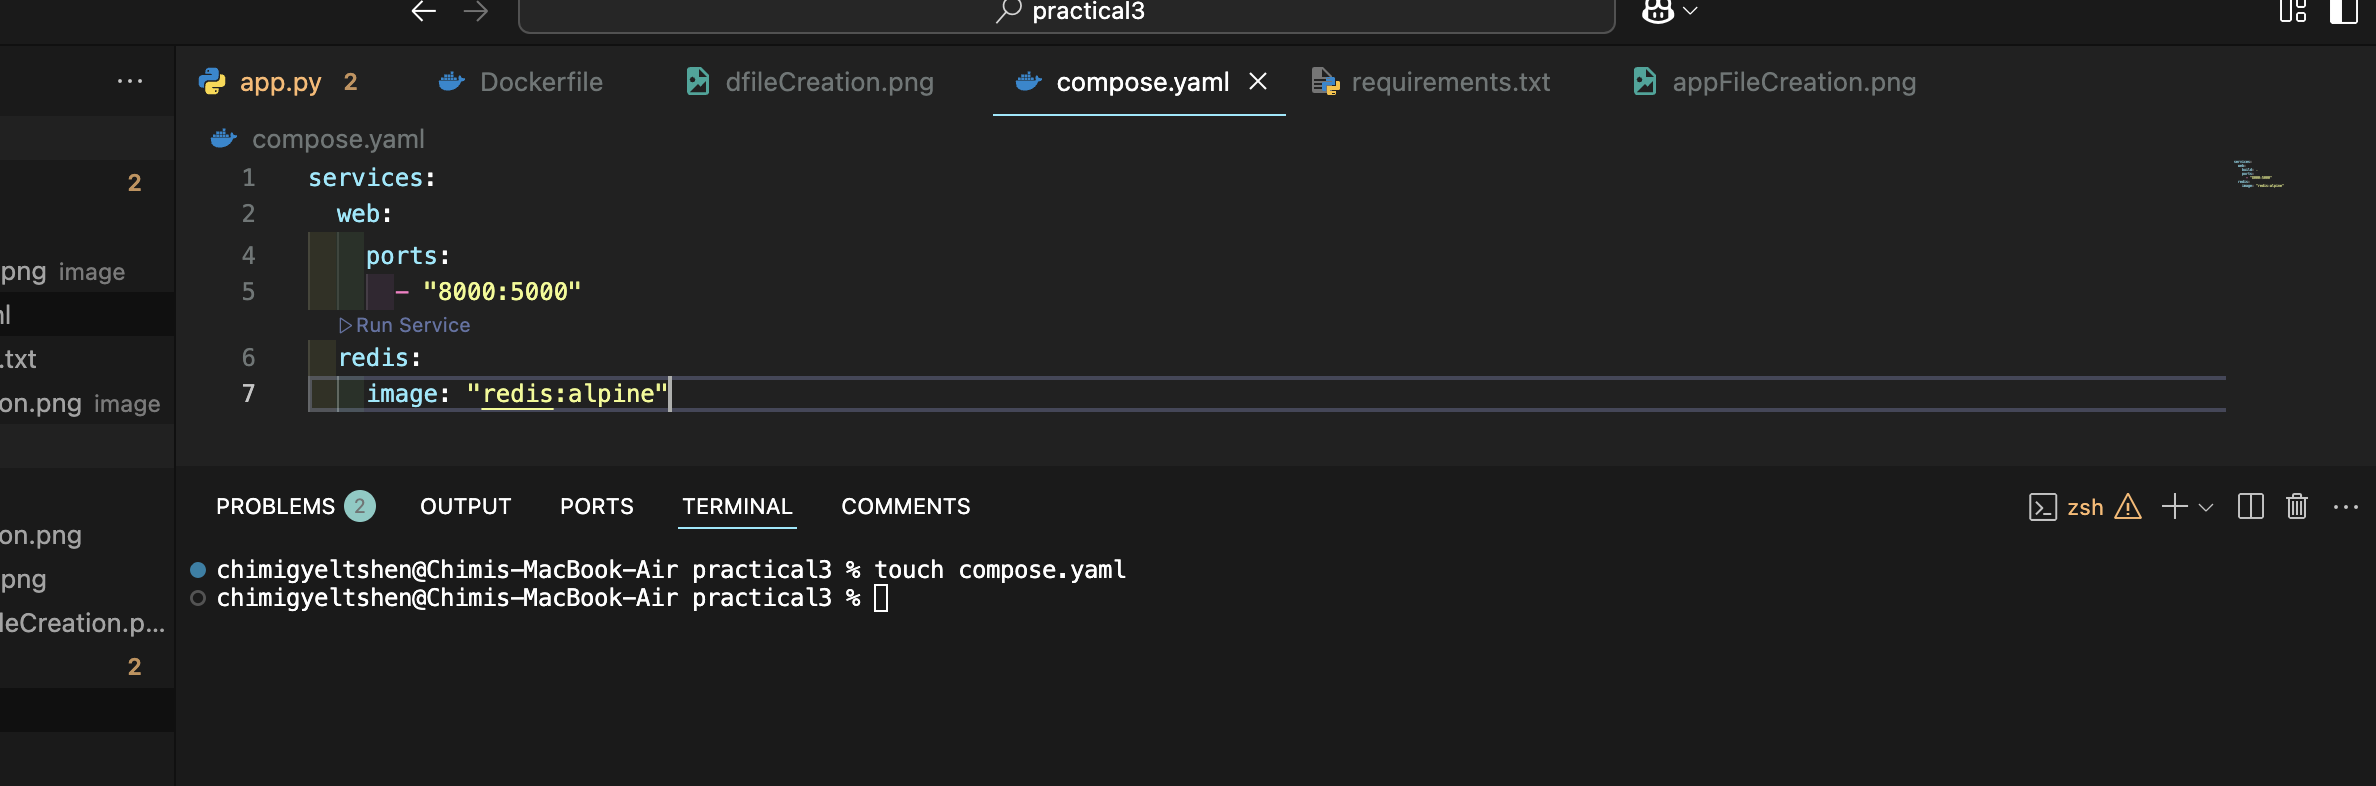 practical3
app.py 2 Dockerfile dfileCreation.png compose.yaml requirements.txt appFileCreation.png
compose.yaml
1 services:
2 web:
4 ports:
5 - "8000:5000"
Run Service
6 redis:
7 image: "redis:alpine"
2
png image
.txt
on.png image
on.png
png
leCreation.p...
2
PROBLEMS 2 OUTPUT PORTS TERMINAL COMMENTS zsh
chimigyeltshen@Chimis-MacBook-Air practical3 % touch compose.yaml
chimigyeltshen@Chimis-MacBook-Air practical3 %